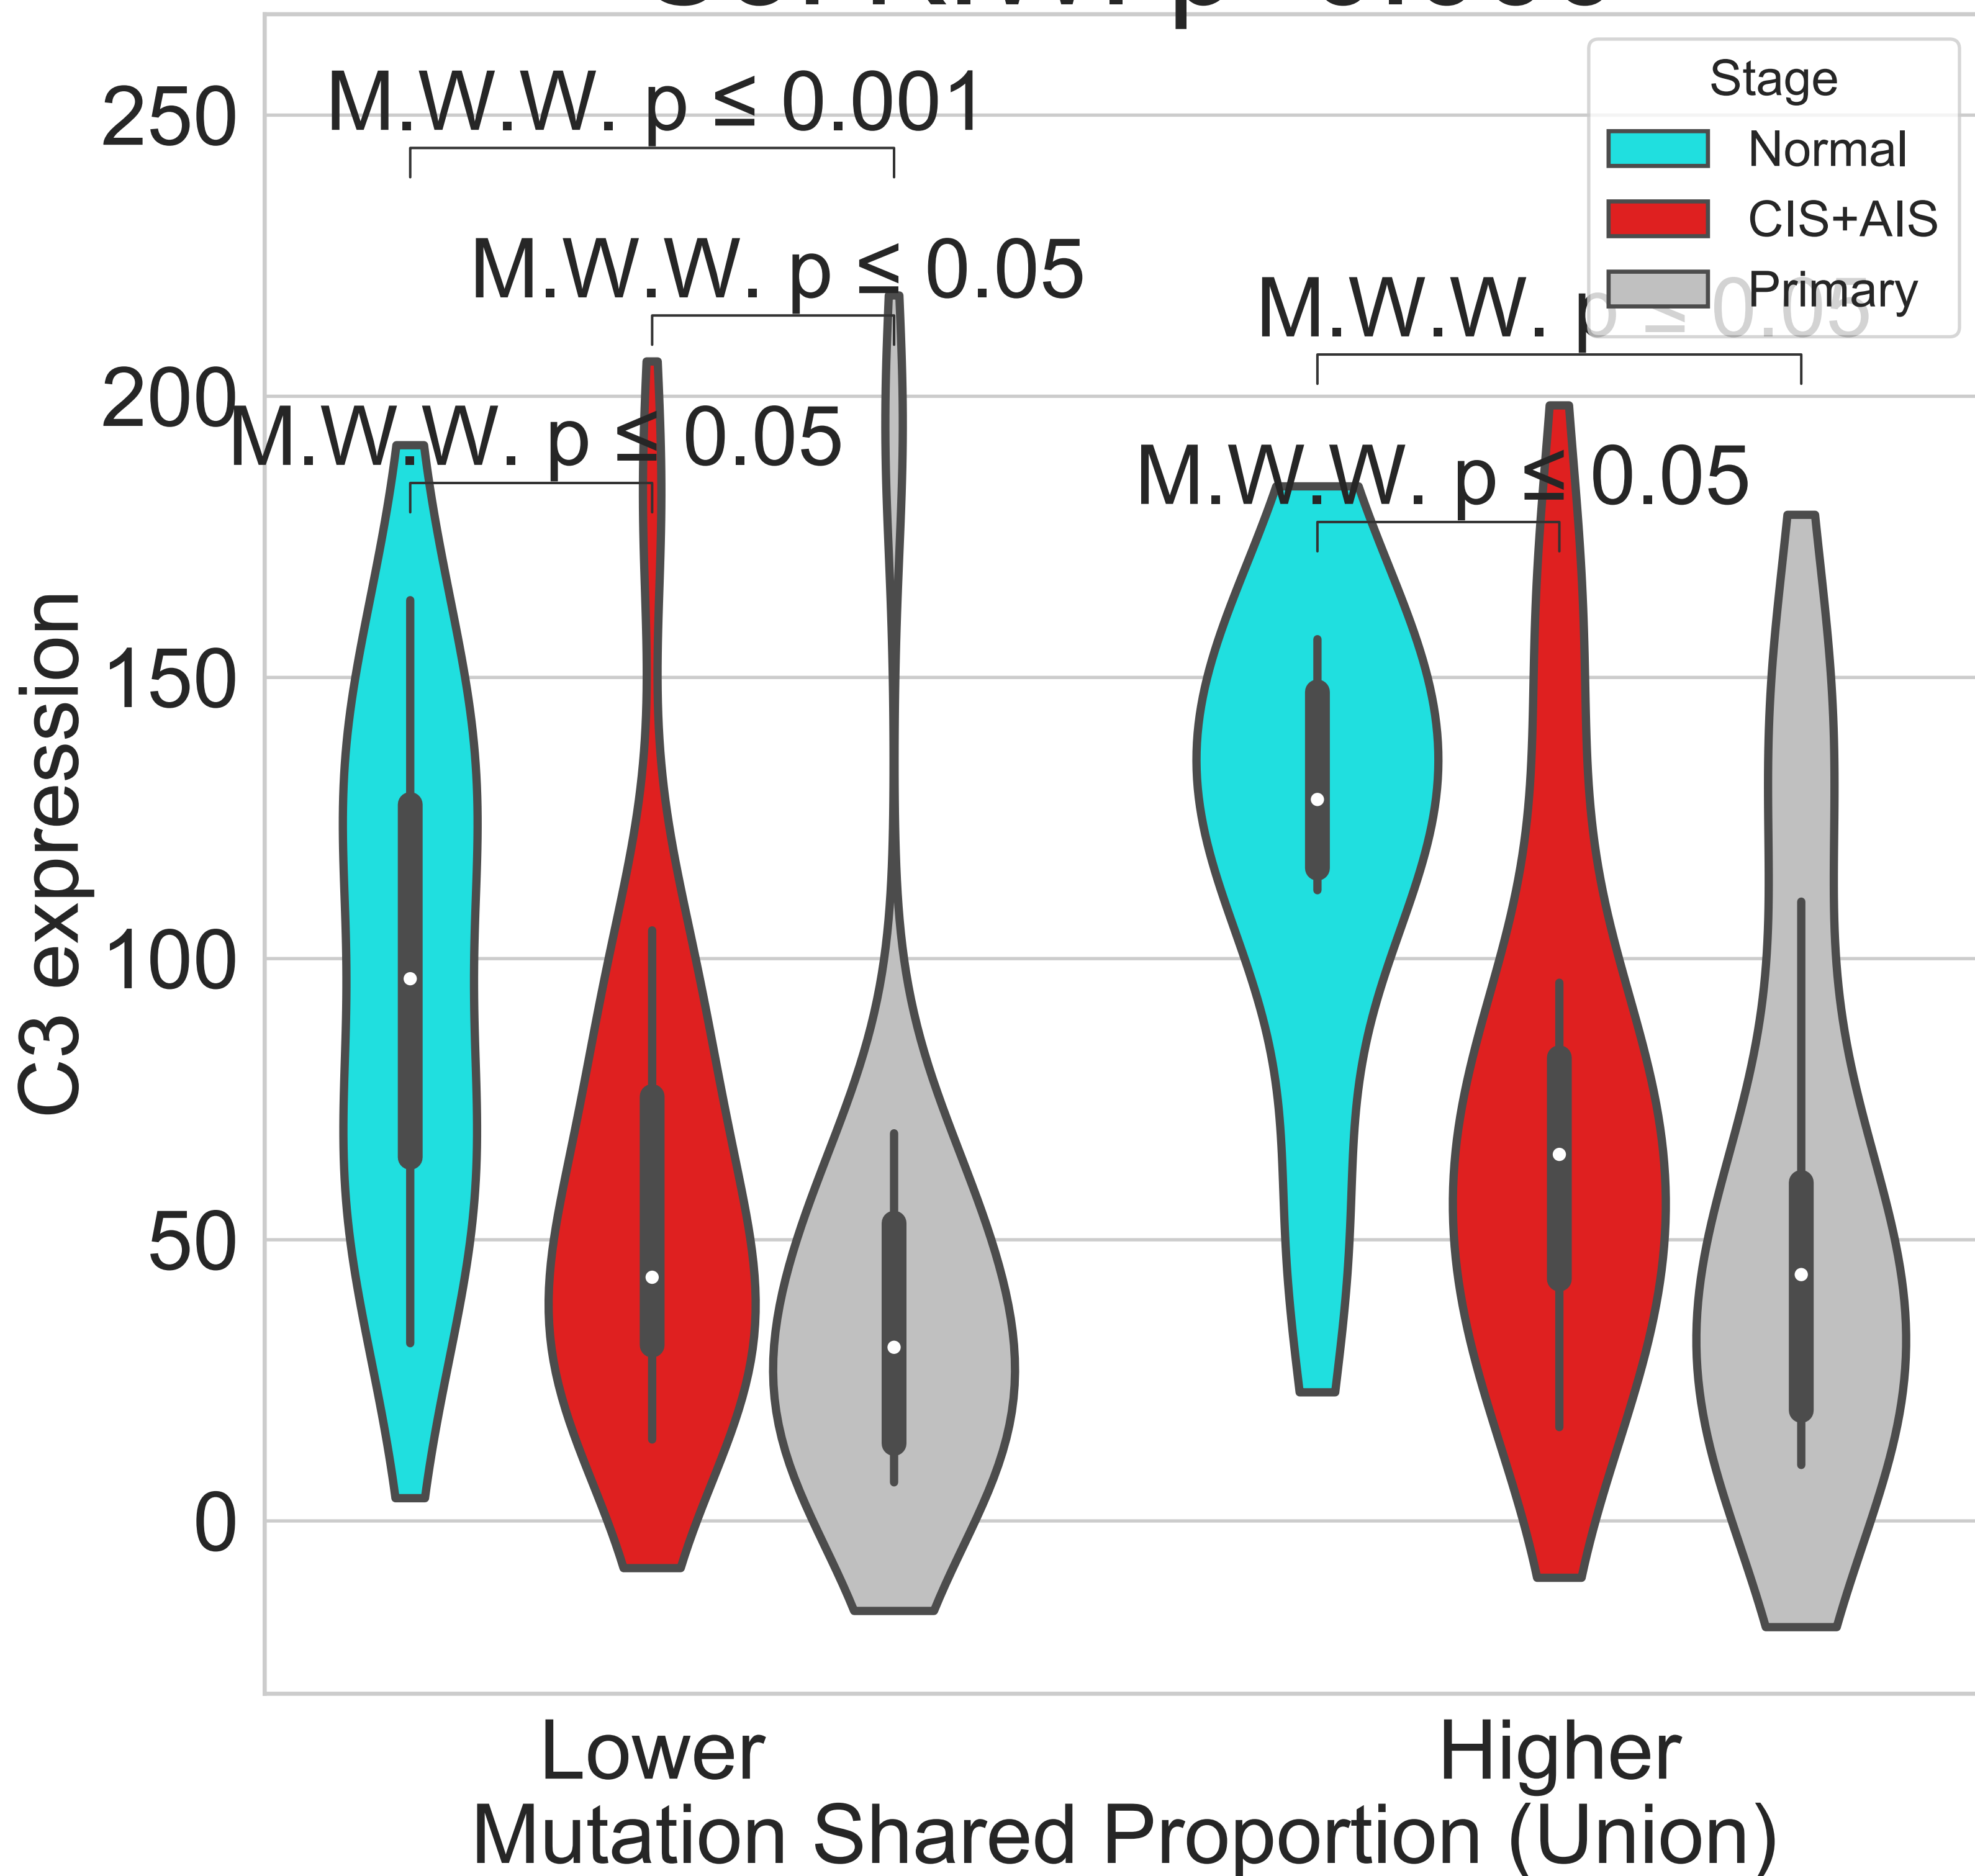 Stage
Normal
CIS+AIS
Primary
M.W.W. p ≤ 0.001
M.W.W. p ≤ 0.05
M.W.W. p ≤ 0.05
M.W.W. p ≤ 0.05
M.W.W. p ≤ 0.05
250
200
150
100
50
0
C3 expression
Lower
Higher
Mutation Shared Proportion (Union)